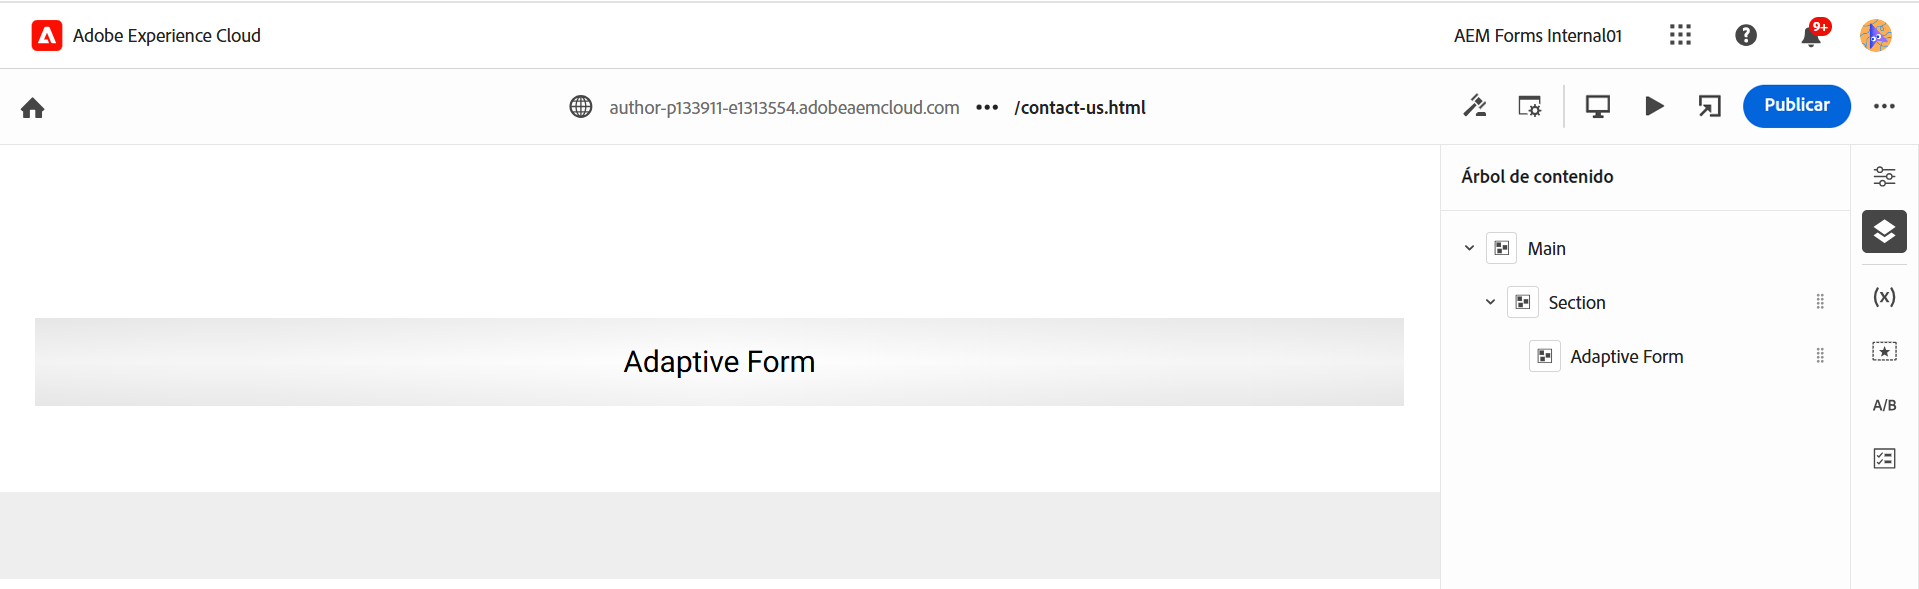 Adobe Experience Cloud
AEM Forms Internal01
9+
author-p133911-e1313554.adobeaemcloud.com ••• /contact-us.html
Publicar
Adaptive Form
Árbol de contenido
Main
Section
Adaptive Form
(x)
A/B